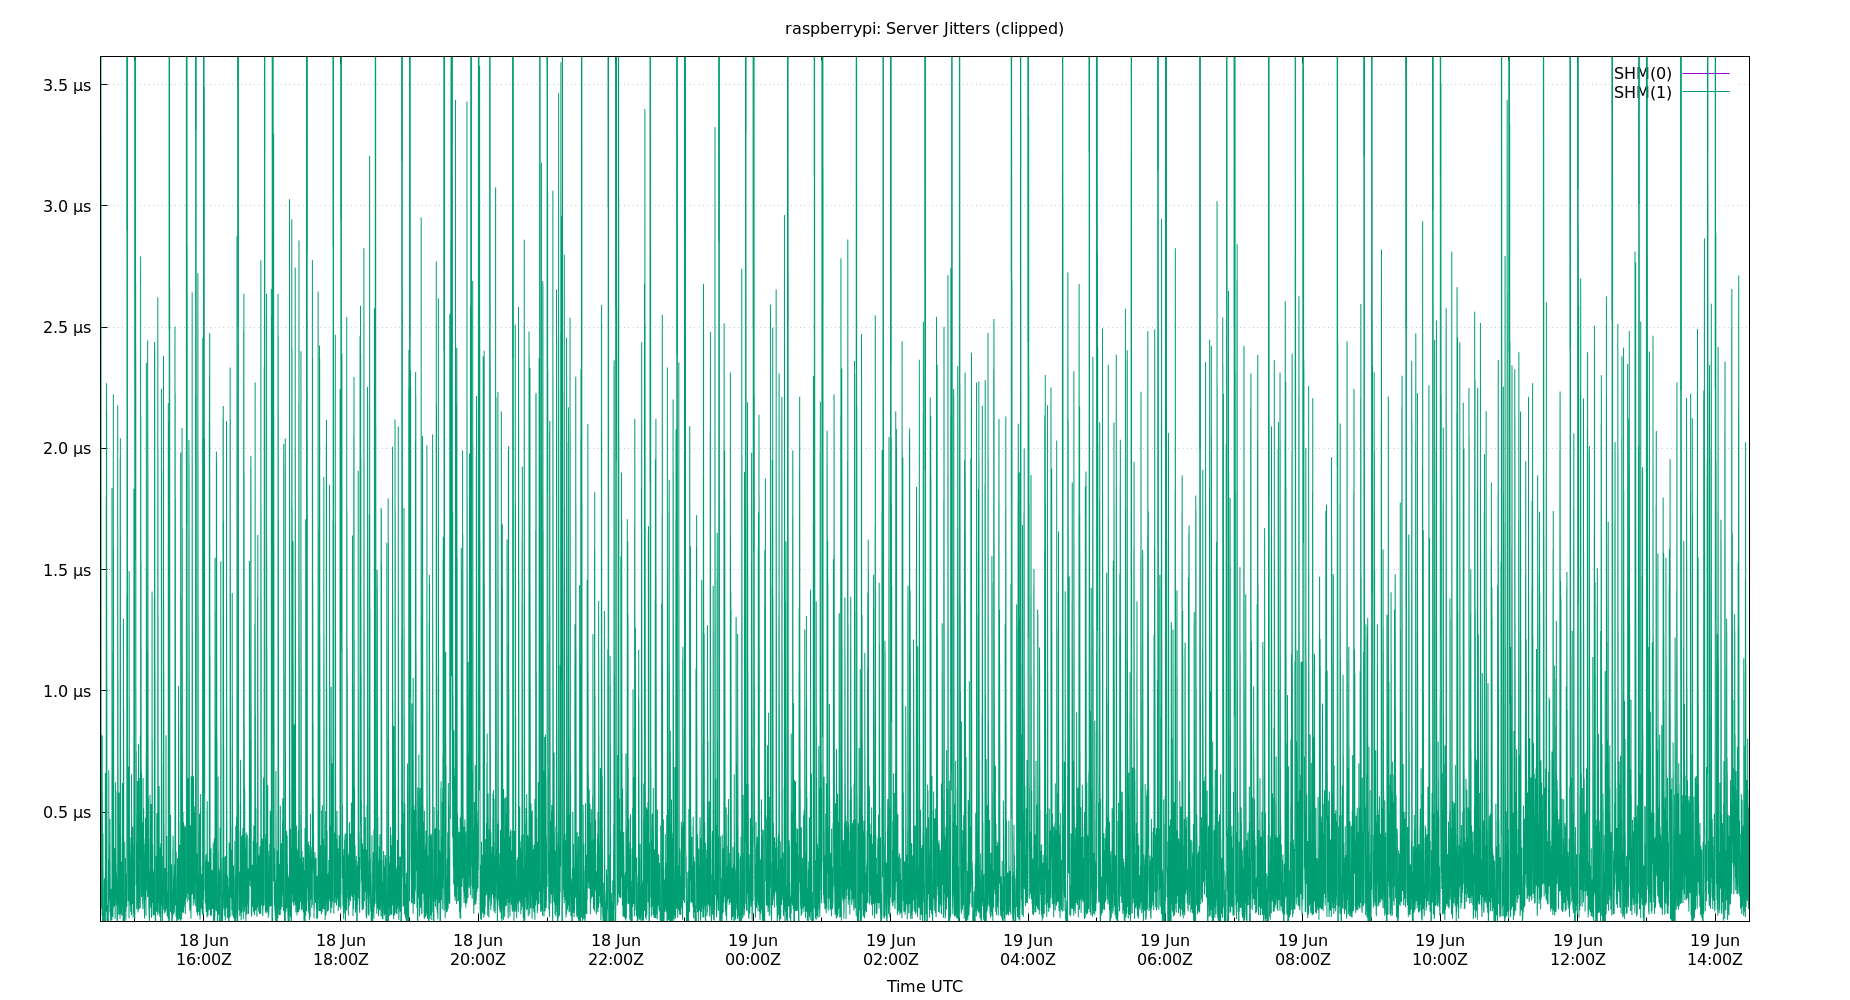 raspberrypi: Server Jitters (clipped)
3.5 µs
3.0 µs
2.5 µs
2.0 µs
1.5 µs
1.0 µs
0.5 µs
SHM(0)
SHM(1)
18 Jun 18 Jun 18 Jun 18 Jun 19 Jun 19 Jun 19 Jun 19 Jun 19 Jun 19 Jun 19 Jun 19 Jun
16:00Z 18:00Z 20:00Z 22:00Z 00:00Z 02:00Z 04:00Z 06:00Z 08:00Z 10:00Z 12:00Z 14:00Z
Time UTC